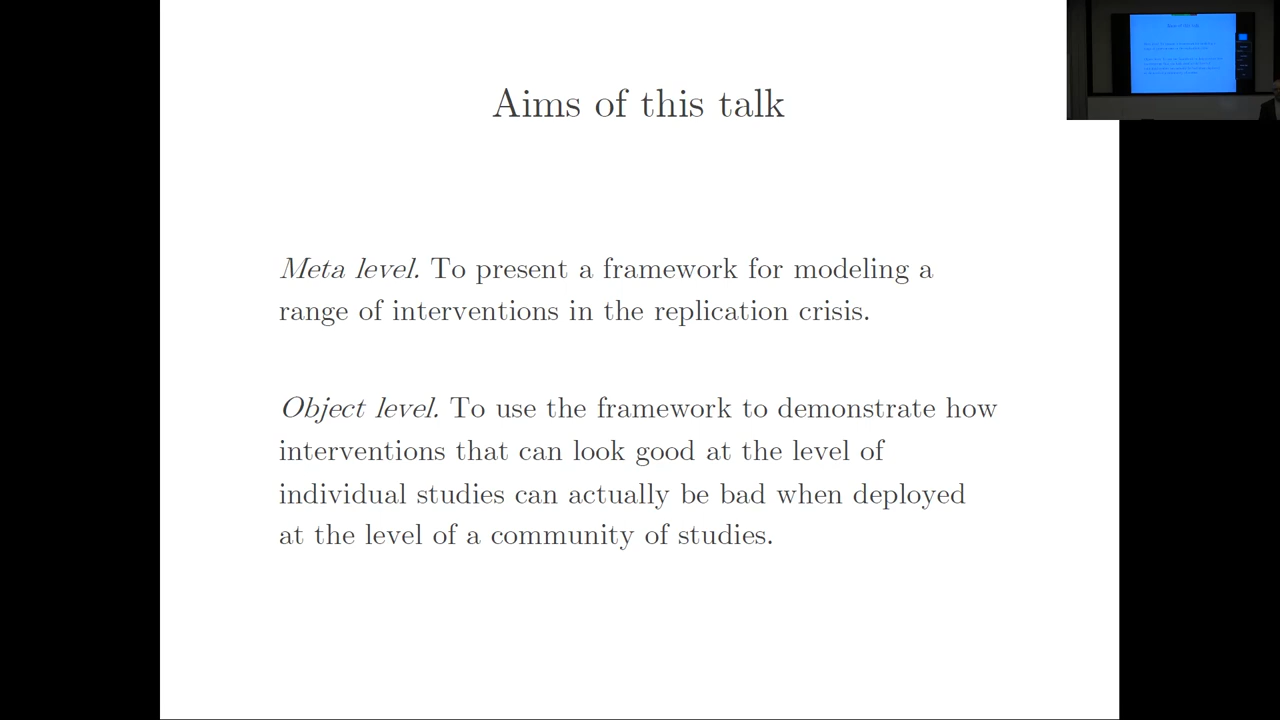 Aims of this talk
Meta level. To present a framework for modeling a
range of interventions in the replication crisis.
Object level. To use the framework to demonstrate how
interventions that can look good at the level of
individual studies can actually be bad when deployed
at the level of a community of studies.